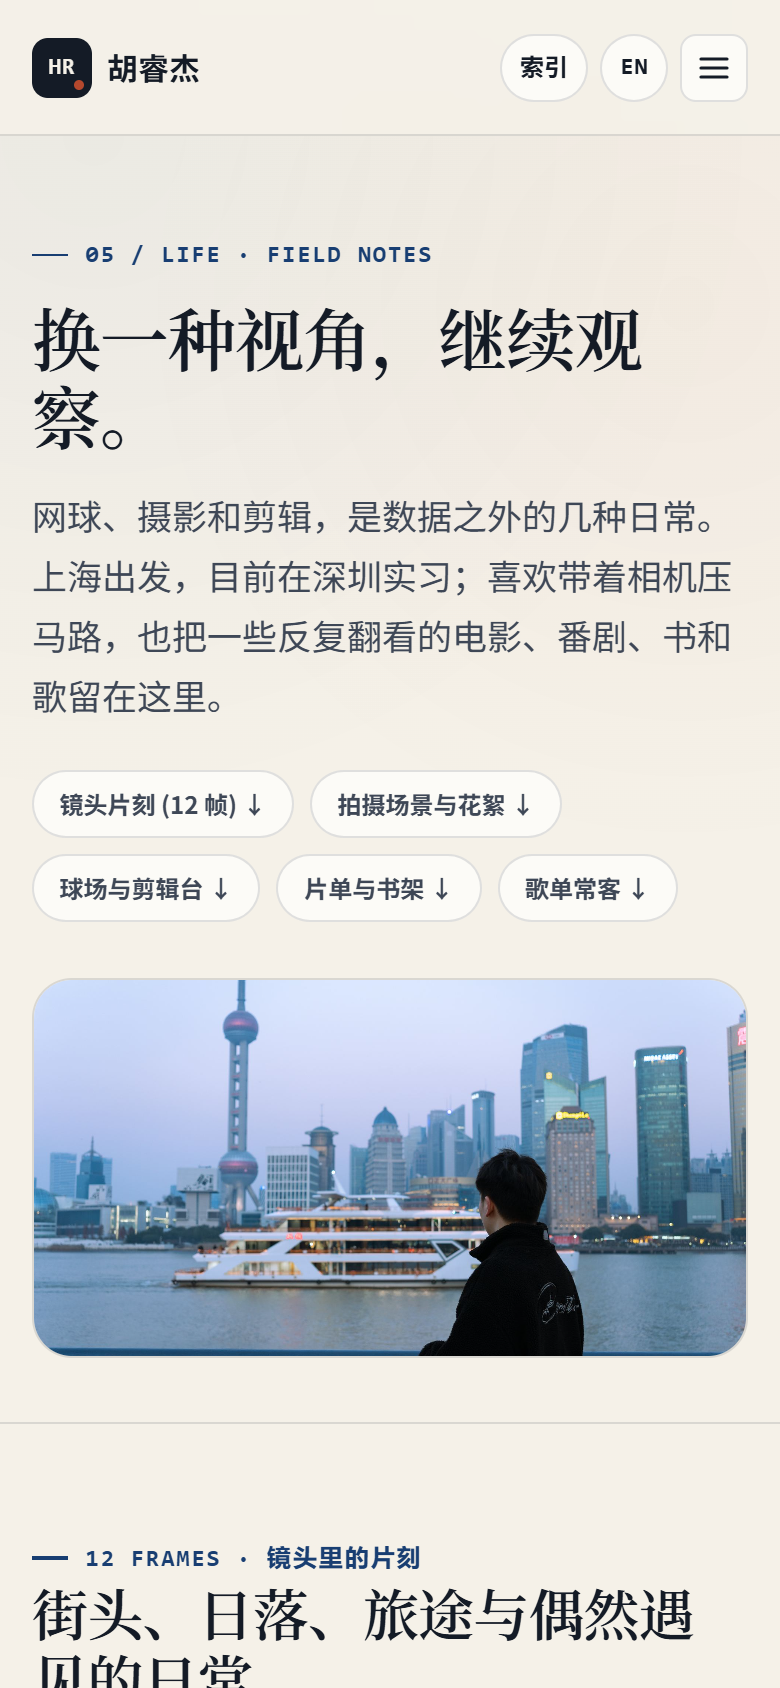 HR
胡睿杰
索引
EN
05 / LIFE · FIELD NOTES
换一种视角，继续观
察。
网球、摄影和剪辑，是数据之外的几种日常。
上海出发，目前在深圳实习；喜欢带着相机压
马路，也把一些反复翻看的电影、番剧、书和
歌留在这里。
镜头片刻 (12 帧) ↓
拍摄场景与花絮 ↓
球场与剪辑台 ↓
片单与书架 ↓
歌单常客 ↓
12 FRAMES · 镜头里的片刻
街头、日落、旅途与偶然遇
见的日常